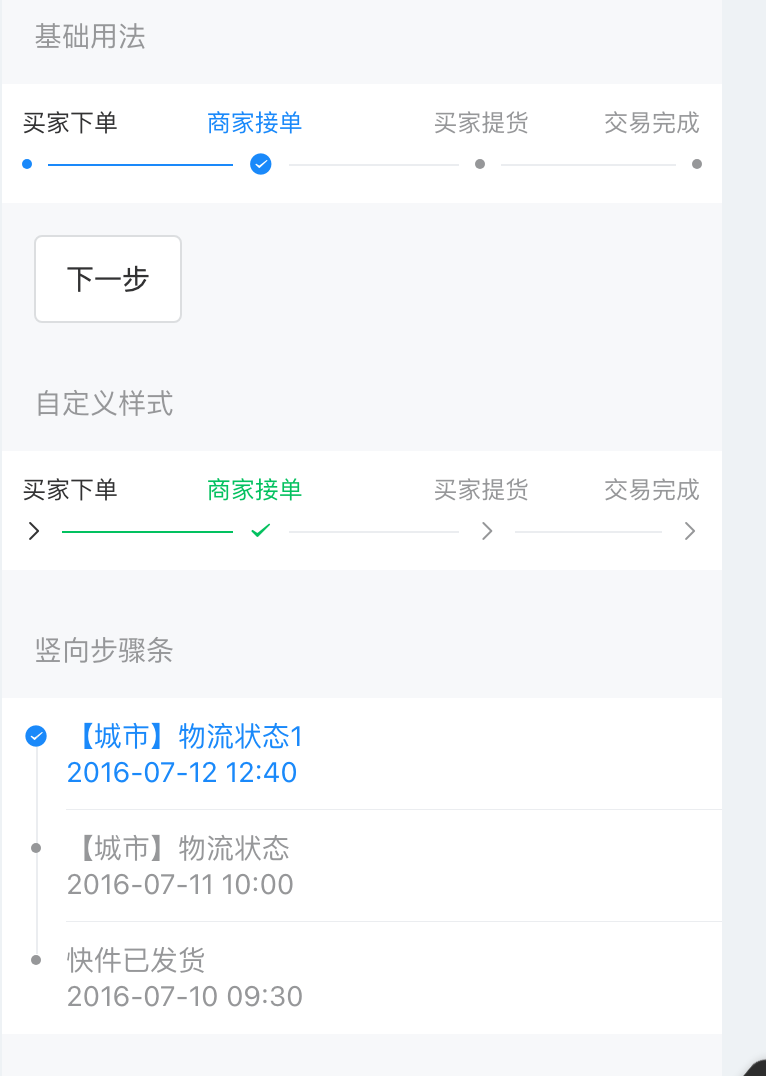 基础用法
买家下单 商家接单 买家提货 交易完成
下一步
自定义样式
买家下单 商家接单 买家提货 交易完成
竖向步骤条
【城市】物流状态1
2016-07-12 12:40
【城市】物流状态
2016-07-11 10:00
快件已发货
2016-07-10 09:30